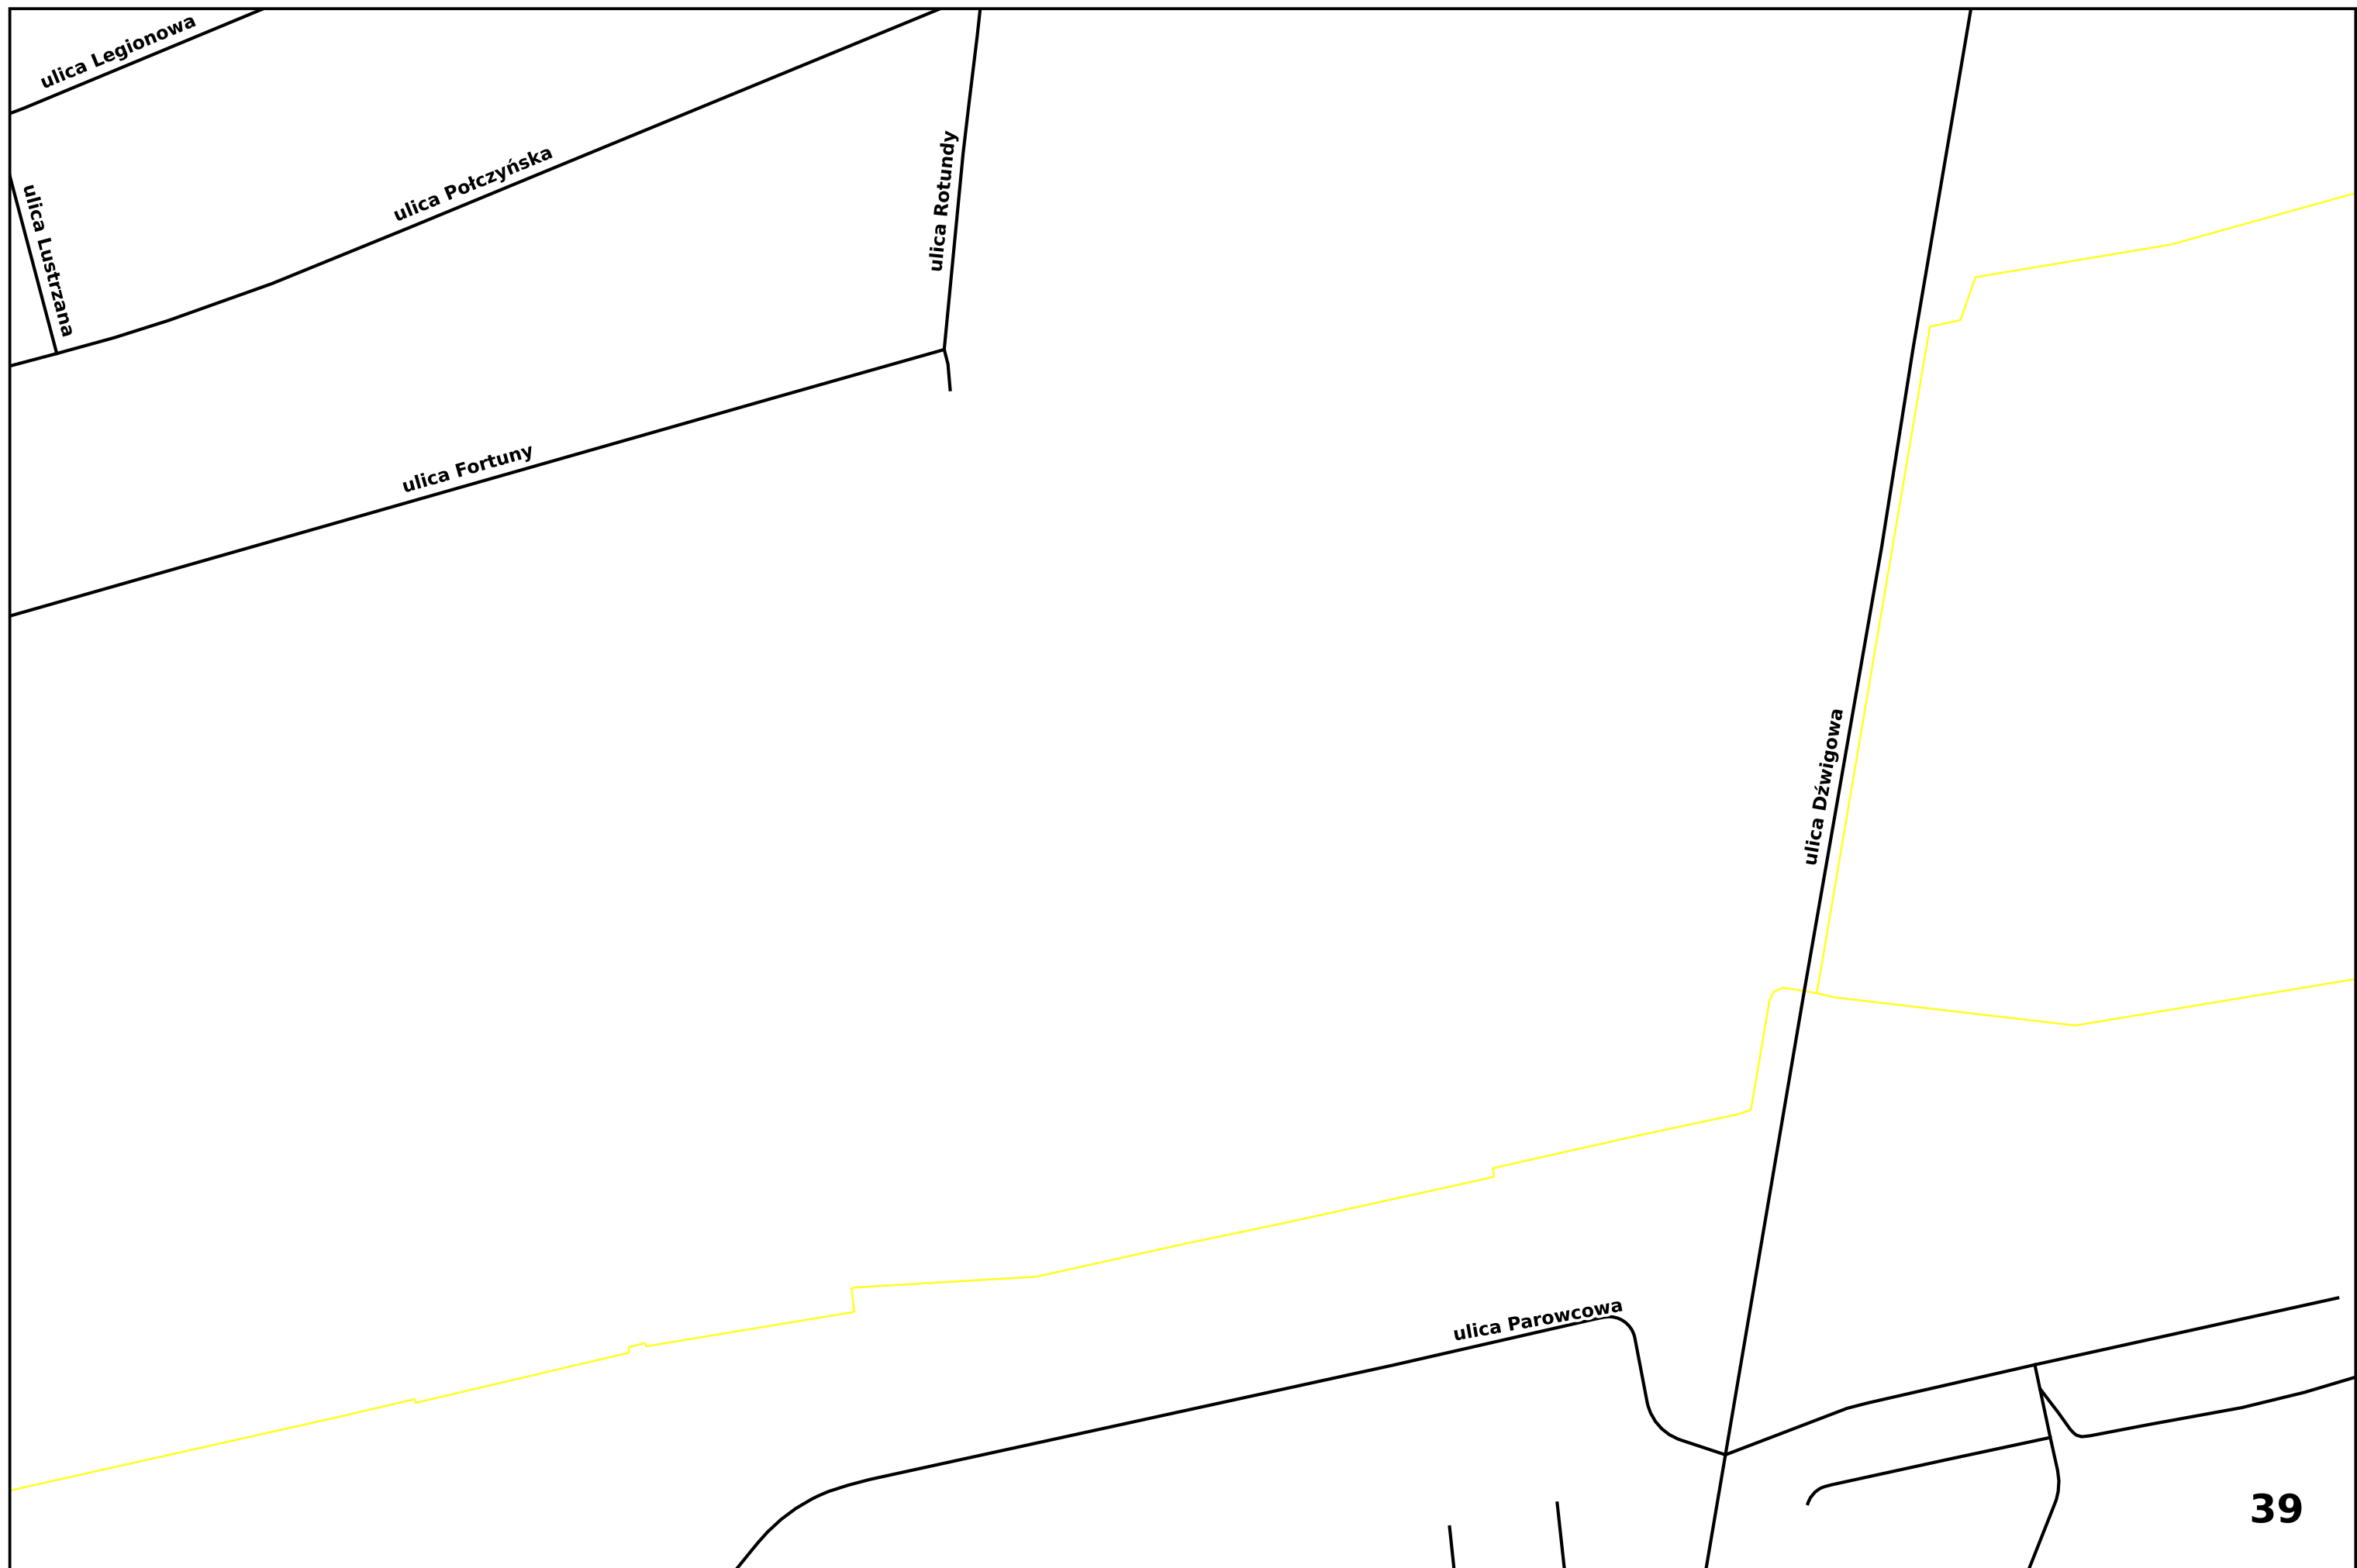 ulica Legionowa
ulica Połczyńska
ulica Rotundy
ulica Lustrzana
ulica Fortuny
ulica Dźwigowa
ulica Parowcowa
39